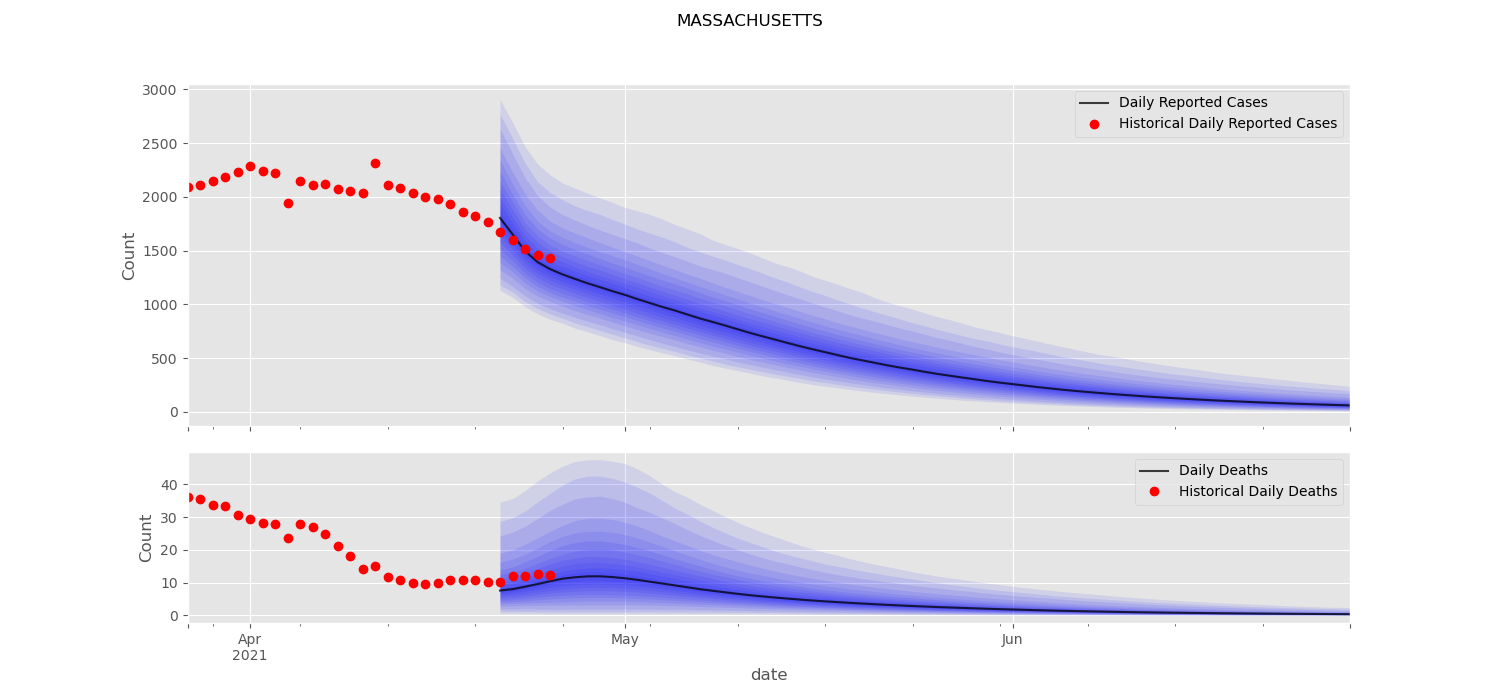 MASSACHUSETTS
3000
2500
2000
1500
1000
500
0
Count
Daily Reported Cases
Historical Daily Reported Cases
40
30
20
10
0
Count
Daily Deaths
Historical Daily Deaths
Apr
2021
May
Jun
date